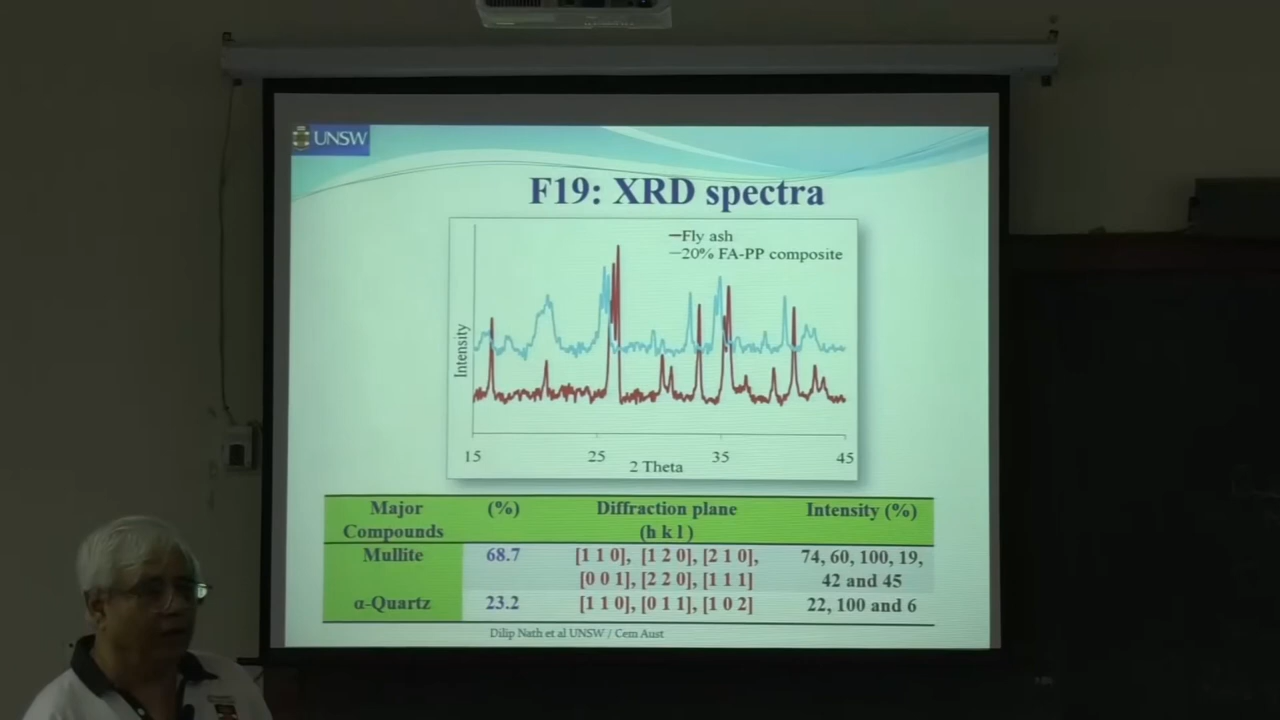 UNSW
F19: XRD spectra
Fly ash
20% FA-PP composite
Intensity
15 25 35 45
2 Theta
Major Compounds (%) Diffraction plane (h k l) Intensity (%)
Mullite 68.7 [1 1 0], [1 2 0], [2 1 0], 74, 60, 100, 19,
[0 0 1], [2 2 0], [1 1 1] 42 and 45
α-Quartz 23.2 [1 1 0], [0 1 1], [1 0 2] 22, 100 and 6
Dilip Nath et al UNSW / Cem Aust